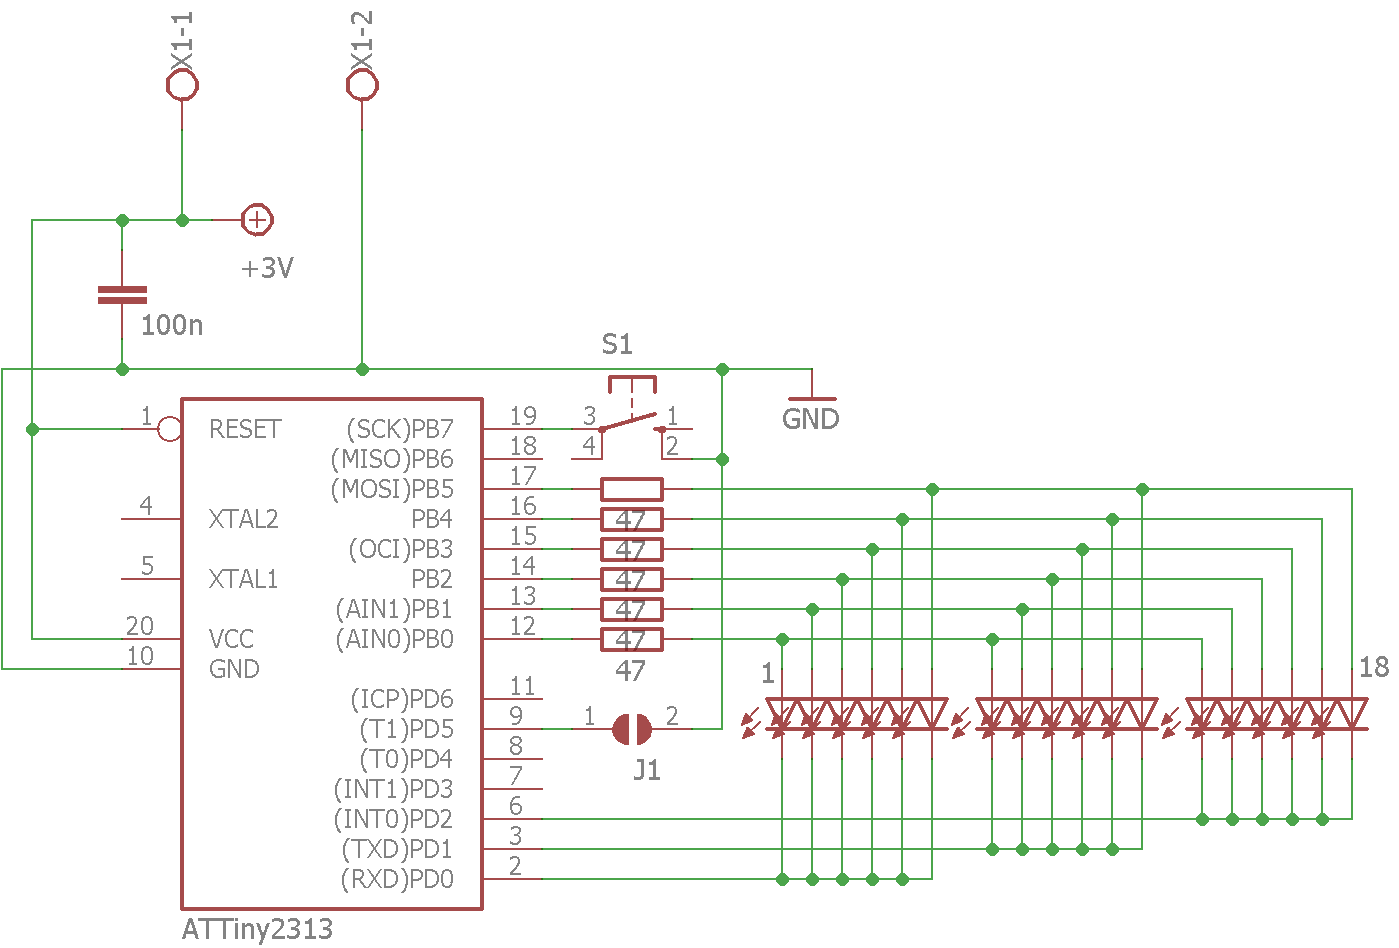 X1-1
X1-2
+3V
100n
S1
GND
3
1
4
2
1
RESET
(SCK)PB7
19
(MISO)PB6
18
(MOSI)PB5
17
4
XTAL2
PB4
16
47
(OCI)PB3
15
47
5
XTAL1
PB2
14
47
(AIN1)PB1
13
47
20
VCC
(AIN0)PB0
12
47
10
GND
47
(ICP)PD6
11
(T1)PD5
9
1
2
J1
(T0)PD4
8
(INT1)PD3
7
(INT0)PD2
6
(TXD)PD1
3
(RXD)PD0
2
1
18
ATTiny2313